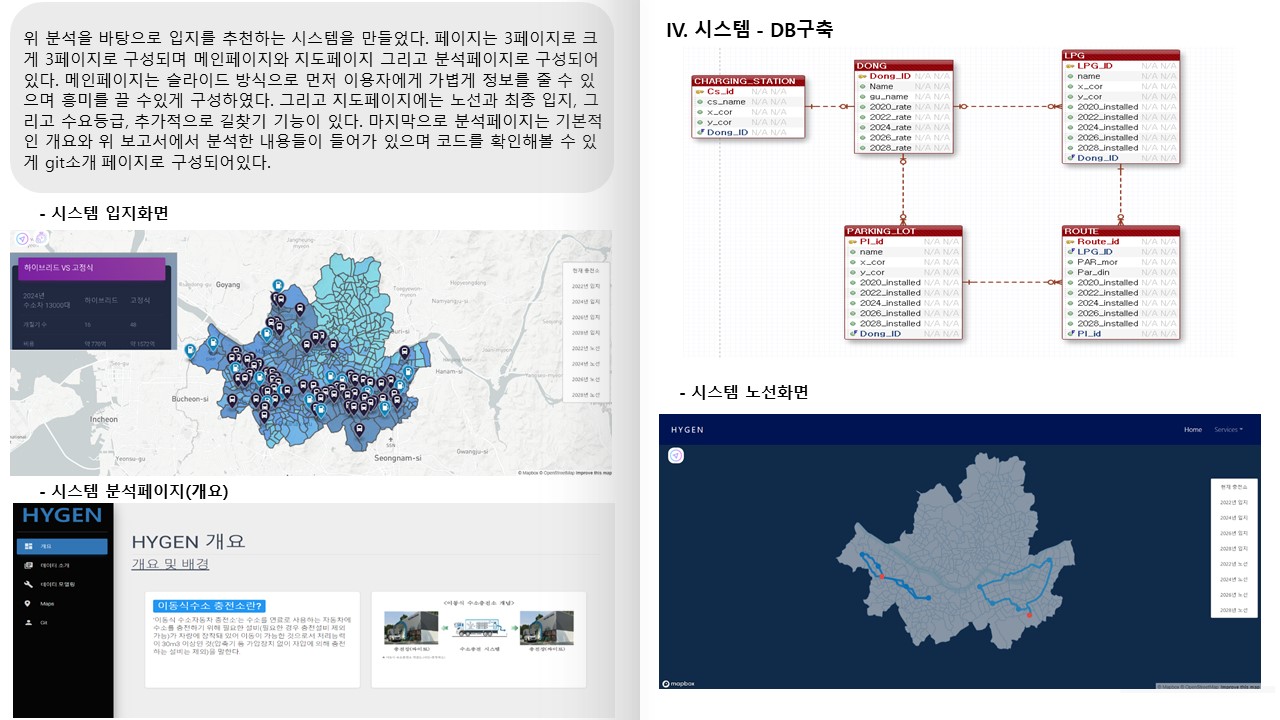 위 분석을 바탕으로 입지를 추천하는 시스템을 만들었다. 페이지는 3페이지로 크
게 3페이지로 구성되며 메인페이지와 지도페이지 그리고 분석페이지로 구성되어
있다. 메인페이지는 슬라이드 방식으로 먼저 이용자에게 가볍게 정보를 줄 수 있
으며 흥미를 끌 수있게 구성하였다. 그리고 지도페이지에는 노선과 최종 입지, 그
리고 수요등급, 추가적으로 길찾기 기능이 있다. 마지막으로 분석페이지는 기본적
인 개요와 위 보고서에서 분석한 내용들이 들어가 있으며 코드를 확인해볼 수 있
게 git소개 페이지로 구성되어있다.
- 시스템 입지화면
하이브리드 VS 고정식
2024년
수소차 13000대
하이브리드
고정식
개질기 수
16
48
비용
약 770억
약 1572억
Goyang
Bucheon-si
Incheon
Yeonsu-gu
Hanam-si
Gwangju-si
Seongnam-si
현재 충전소
2022년 입지
2024년 입지
2026년 입지
2028년 입지
2022년 노선
2024년 노선
2026년 노선
2028년 노선
© Mapbox © OpenStreetMap Improve this map
- 시스템 분석페이지(개요)
HYGEN
개요
데이터 소개
데이터 모델링
Maps
Git
HYGEN 개요
개요 및 배경
이동식수소 충전소란?
'이동식 수소자동차 충전소'는 수소를 연료로 사용하는 자동차에
수소를 충전하기 위해 필요한 설비(필요한 경우 충전설비 제외
가능)가 차량에 장착돼 있어 이동이 가능한 것으로서 처리능력
이 30m3 이상인 것(압축기 등 가압장치 없이 차압에 의해 충전
하는 설비는 제외)을 말한다.
<이동식 수소충전소 개념>
충전장(싸이트)
수소충전 시스템
충전장(싸이트)
IV. 시스템 - DB구축
CHARGING_STATION
Cs_id N/A N/A
cs_name N/A N/A
x_cor N/A N/A
y_cor N/A N/A
Dong_ID N/A N/A
DONG
Dong_ID N/A N/A
Name N/A N/A
gu_name N/A N/A
2020_rate N/A N/A
2022_rate N/A N/A
2024_rate N/A N/A
2026_rate N/A N/A
2028_rate N/A N/A
LPG
LPG_ID N/A N/A
name N/A N/A
x_cor N/A N/A
y_cor N/A N/A
2020_installed N/A N/A
2022_installed N/A N/A
2024_installed N/A N/A
2026_installed N/A N/A
2028_installed N/A N/A
Dong_ID N/A N/A
PARKING_LOT
Pl_id N/A N/A
name N/A N/A
x_cor N/A N/A
y_cor N/A N/A
2020_installed N/A N/A
2022_installed N/A N/A
2024_installed N/A N/A
2026_installed N/A N/A
2028_installed N/A N/A
Dong_ID N/A N/A
ROUTE
Route_id N/A N/A
LPG_ID N/A N/A
PAR_mor N/A N/A
Par_din N/A N/A
2020_installed N/A N/A
2022_installed N/A N/A
2024_installed N/A N/A
2026_installed N/A N/A
2028_installed N/A N/A
Pl_id N/A N/A
- 시스템 노선화면
HYGEN
Home
Services
현재 충전소
2022년 입지
2024년 입지
2026년 입지
2028년 입지
2022년 노선
2024년 노선
2026년 노선
2028년 노선
mapbox
© Mapbox © OpenStreetMap Improve this map